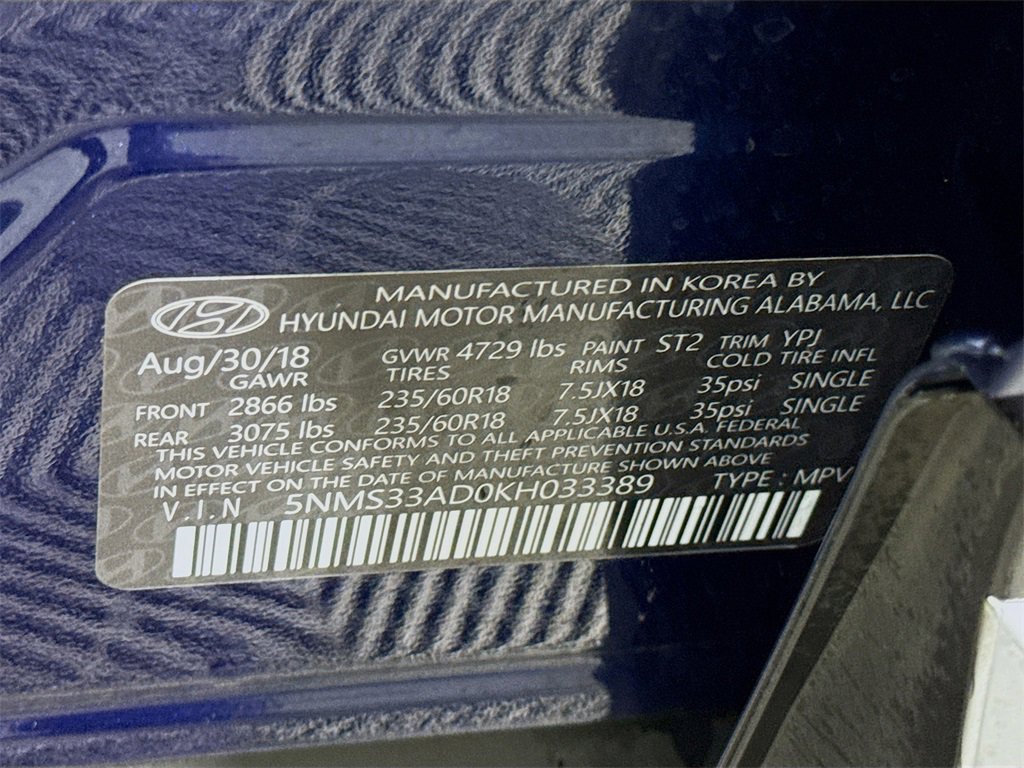 MANUFACTURED IN KOREA BY
HYUNDAI MOTOR MANUFACTURING ALABAMA, LLC
Aug/30/18 GVWR 4729 lbs PAINT ST2 TRIM YPJ
GAWR TIRES RIMS COLD TIRE INFL
FRONT 2866 lbs 235/60R18 7.5JX18 35psi SINGLE
REAR 3075 lbs 235/60R18 7.5JX18 35psi SINGLE
THIS VEHICLE CONFORMS TO ALL APPLICABLE U.S.A. FEDERAL
MOTOR VEHICLE SAFETY AND THEFT PREVENTION STANDARDS
IN EFFECT ON THE DATE OF MANUFACTURE SHOWN ABOVE
V.I.N 5NMS33AD0KH033389 TYPE : MPV